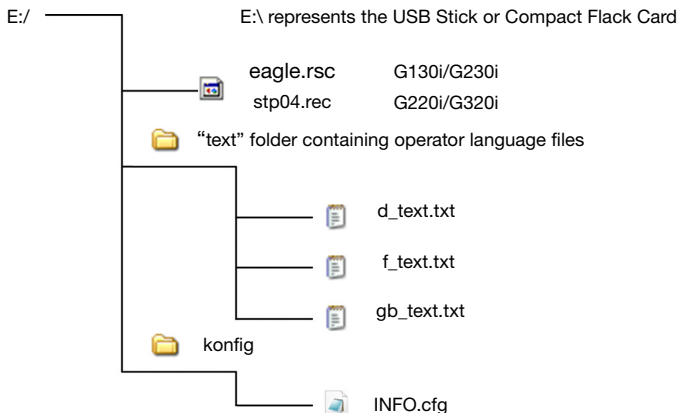 E:/ E:\ represents the USB Stick or Compact Flack Card
eagle.rsc G130i/G230i
stp04.rec G220i/G320i
“text” folder containing operator language files
d_text.txt
f_text.txt
gb_text.txt
konfig
INFO.cfg